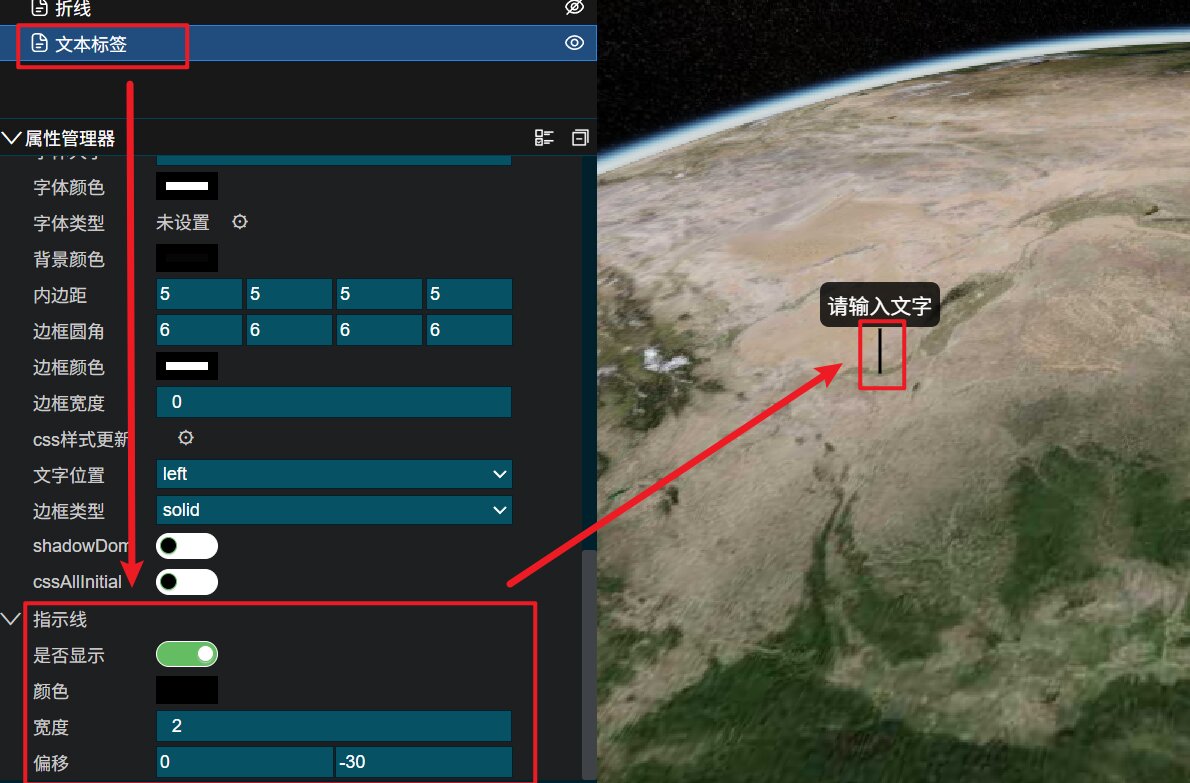 折线
文本标签
属性管理器
字体颜色
字体类型 未设置
背景颜色
内边距 5 5 5 5
边框圆角 6 6 6 6
边框颜色
边框宽度 0
css样式更新
文字位置 left
边框类型 solid
shadowDom
cssAllInitial
指示线
是否显示
颜色
宽度 2
偏移 0 -30
请输入文字